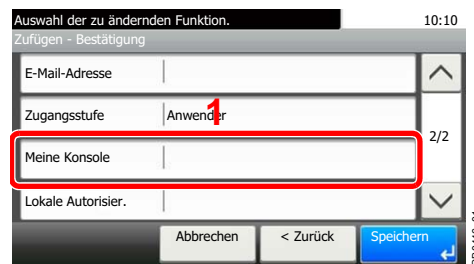 Auswahl der zu ändernden Funktion. 10:10
Zufügen - Bestätigung
E-Mail-Adresse
Zugangsstufe Anwender
1
2/2
Meine Konsole
Lokale Autorisier.
Abbrechen < Zurück Speichern